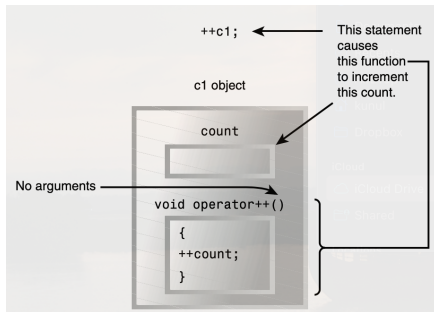 ++c1;
This statement
causes
this function
to increment
this count.
c1 object
count
No arguments
void operator++()
{
++count;
}